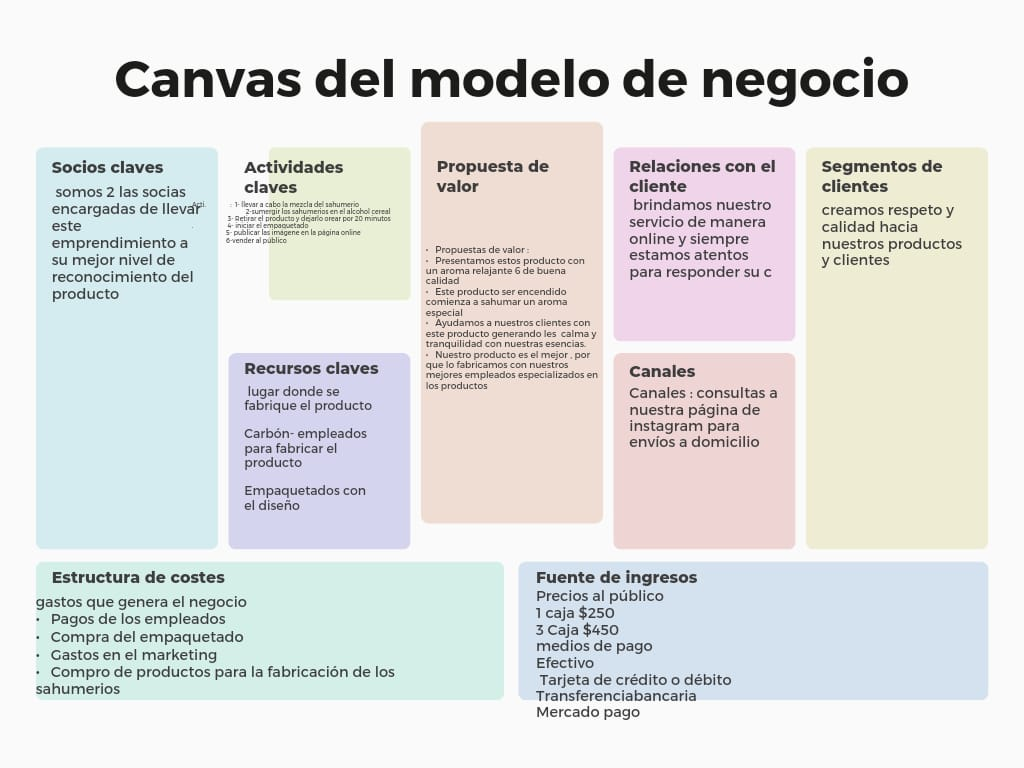 Canvas del modelo de negocio
Socios claves
somos 2 las socias
encargadas de llevar
este
emprendimiento a
su mejor nivel de
reconocimiento del
producto
Acti.
Actividades
claves
: 1- llevar a cabo la mezcla del sahumerio
2-sumergir los sahumerios en el alcohol cereal
3- Retirar el producto y dejarlo orear por 20 minutos
4- iniciar el empaquetado
5- publicar las imágene en la página online
6-vender al público
Recursos claves
lugar donde se
fabrique el producto
Carbón- empleados
para fabricar el
producto
Empaquetados con
el diseño
Propuesta de
valor
• Propuestas de valor :
• Presentamos estos producto con
un aroma relajante 6 de buena
calidad
• Este producto ser encendido
comienza a sahumar un aroma
especial
• Ayudamos a nuestros clientes con
este producto generando les calma y
tranquilidad con nuestras esencias.
• Nuestro producto es el mejor , por
que lo fabricamos con nuestros
mejores empleados especializados en
los productos
Relaciones con el
cliente
brindamos nuestro
servicio de manera
online y siempre
estamos atentos
para responder su c
Canales
Canales : consultas a
nuestra página de
instagram para
envíos a domicilio
Segmentos de
clientes
creamos respeto y
calidad hacia
nuestros productos
y clientes
Estructura de costes
gastos que genera el negocio
• Pagos de los empleados
• Compra del empaquetado
• Gastos en el marketing
• Compro de productos para la fabricación de los
sahumerios
Fuente de ingresos
Precios al público
1 caja $250
3 Caja $450
medios de pago
Efectivo
Tarjeta de crédito o débito
Transferenciabancaria
Mercado pago